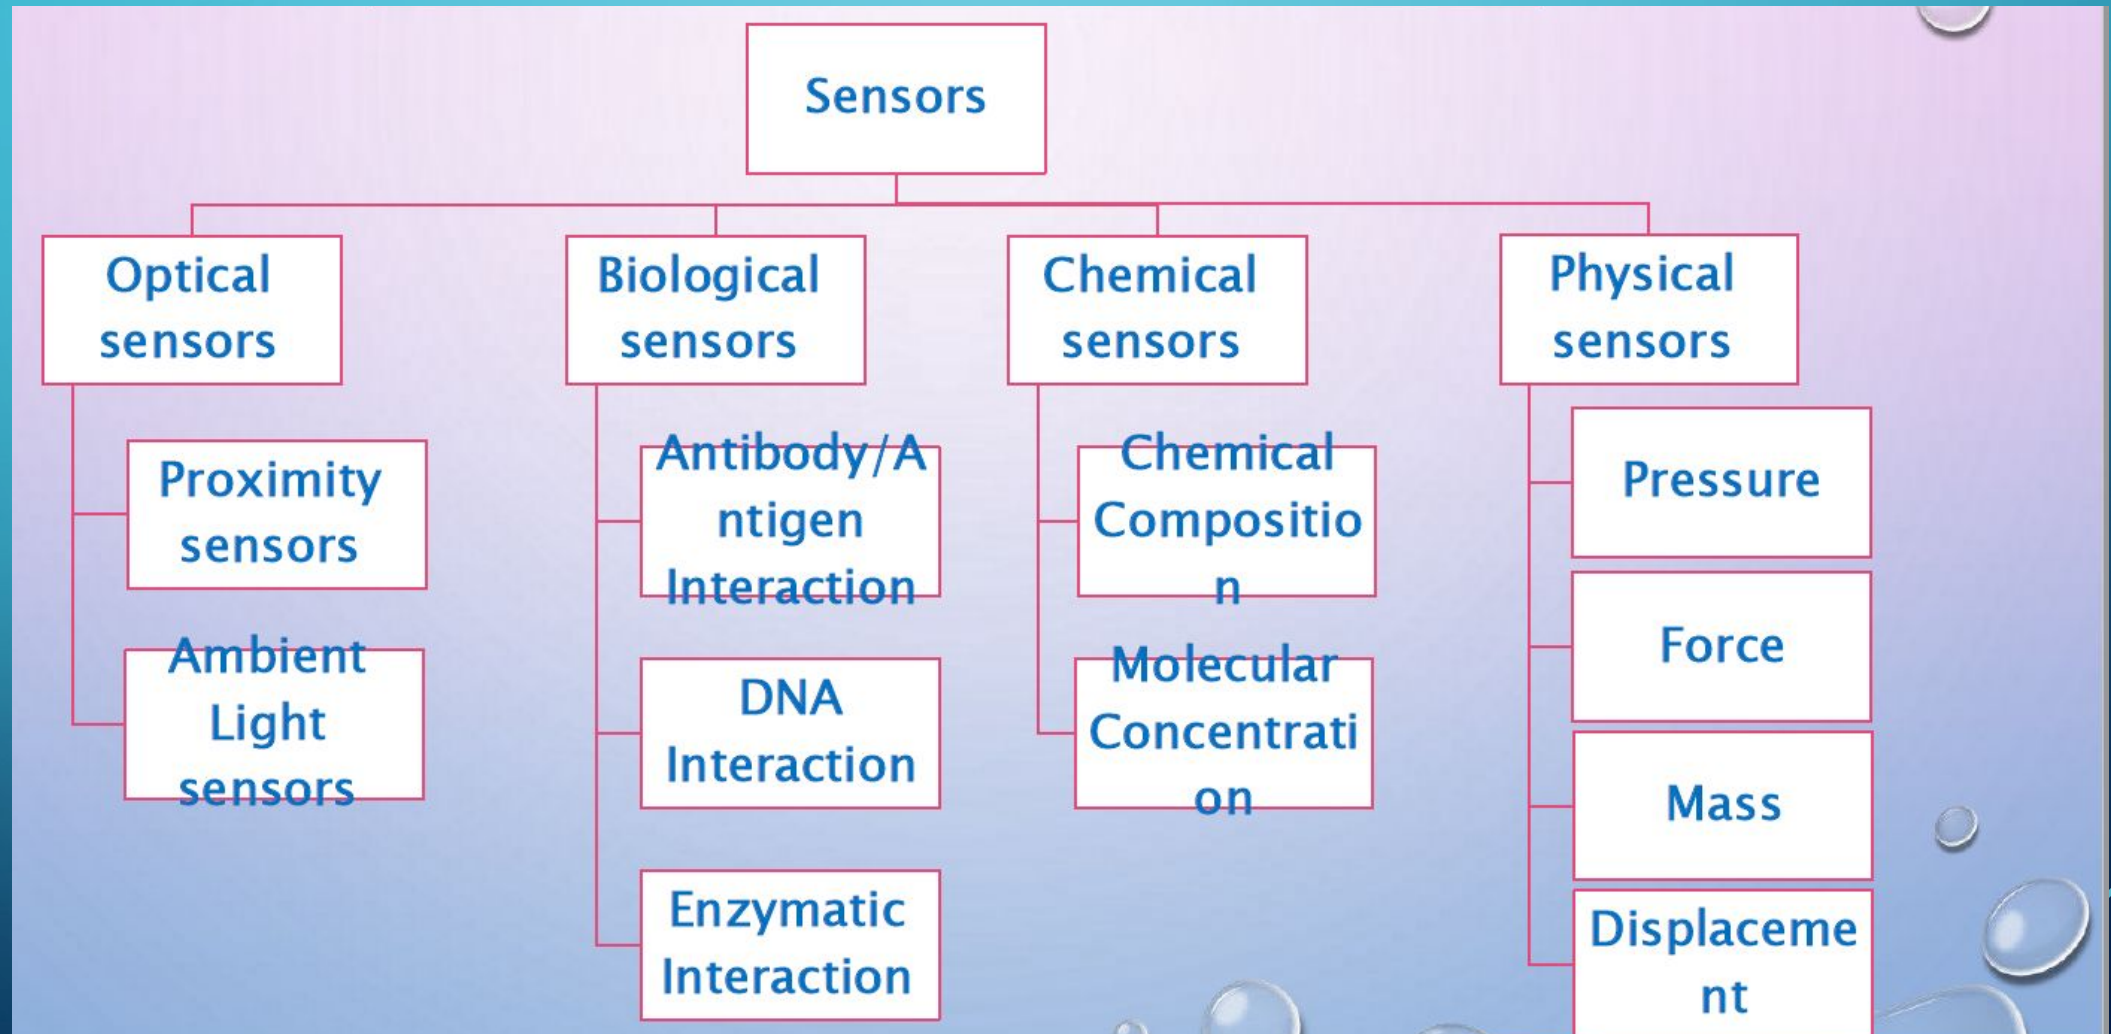 Sensors
Optical
sensors
Proximity
sensors
Ambient
Light
sensors
Biological
sensors
Antibody/A
ntigen
Interaction
DNA
Interaction
Enzymatic
Interaction
Chemical
sensors
Chemical
Compositio
n
Molecular
Concentrati
on
Physical
sensors
Pressure
Force
Mass
Displaceme
nt